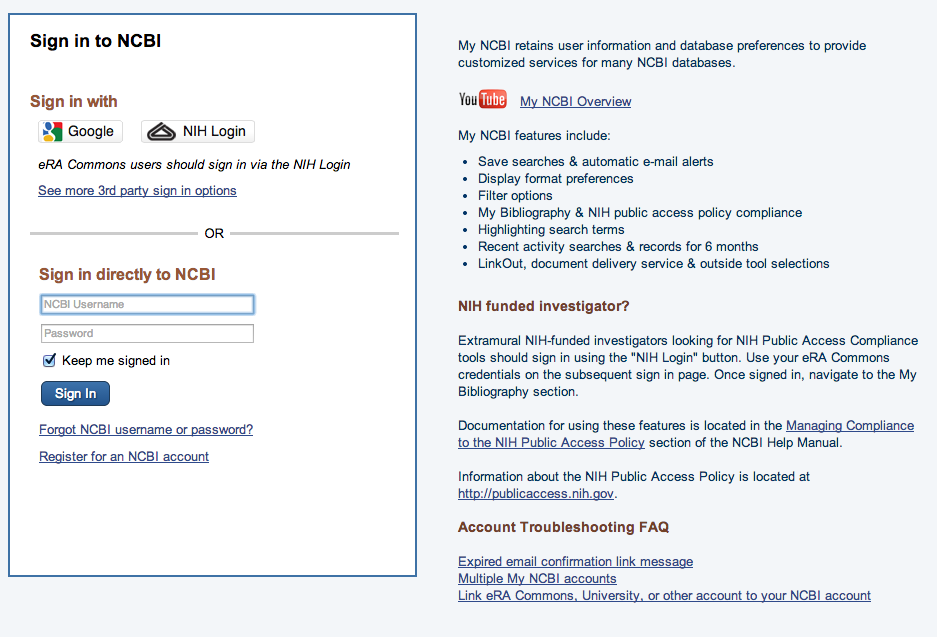 Sign in to NCBI
Sign in with
Google
NIH Login
eRA Commons users should sign in via the NIH Login
See more 3rd party sign in options
OR
Sign in directly to NCBI
NCBI Username
Password
Keep me signed in
Sign In
Forgot NCBI username or password?
Register for an NCBI account
My NCBI retains user information and database preferences to provide
customized services for many NCBI databases.
YouTube My NCBI Overview
My NCBI features include:
• Save searches & automatic e-mail alerts
• Display format preferences
• Filter options
• My Bibliography & NIH public access policy compliance
• Highlighting search terms
• Recent activity searches & records for 6 months
• LinkOut, document delivery service & outside tool selections
NIH funded investigator?
Extramural NIH-funded investigators looking for NIH Public Access Compliance
tools should sign in using the "NIH Login" button. Use your eRA Commons
credentials on the subsequent sign in page. Once signed in, navigate to the My
Bibliography section.
Documentation for using these features is located in the Managing Compliance
to the NIH Public Access Policy section of the NCBI Help Manual.
Information about the NIH Public Access Policy is located at
http://publicaccess.nih.gov.
Account Troubleshooting FAQ
Expired email confirmation link message
Multiple My NCBI accounts
Link eRA Commons, University, or other account to your NCBI account